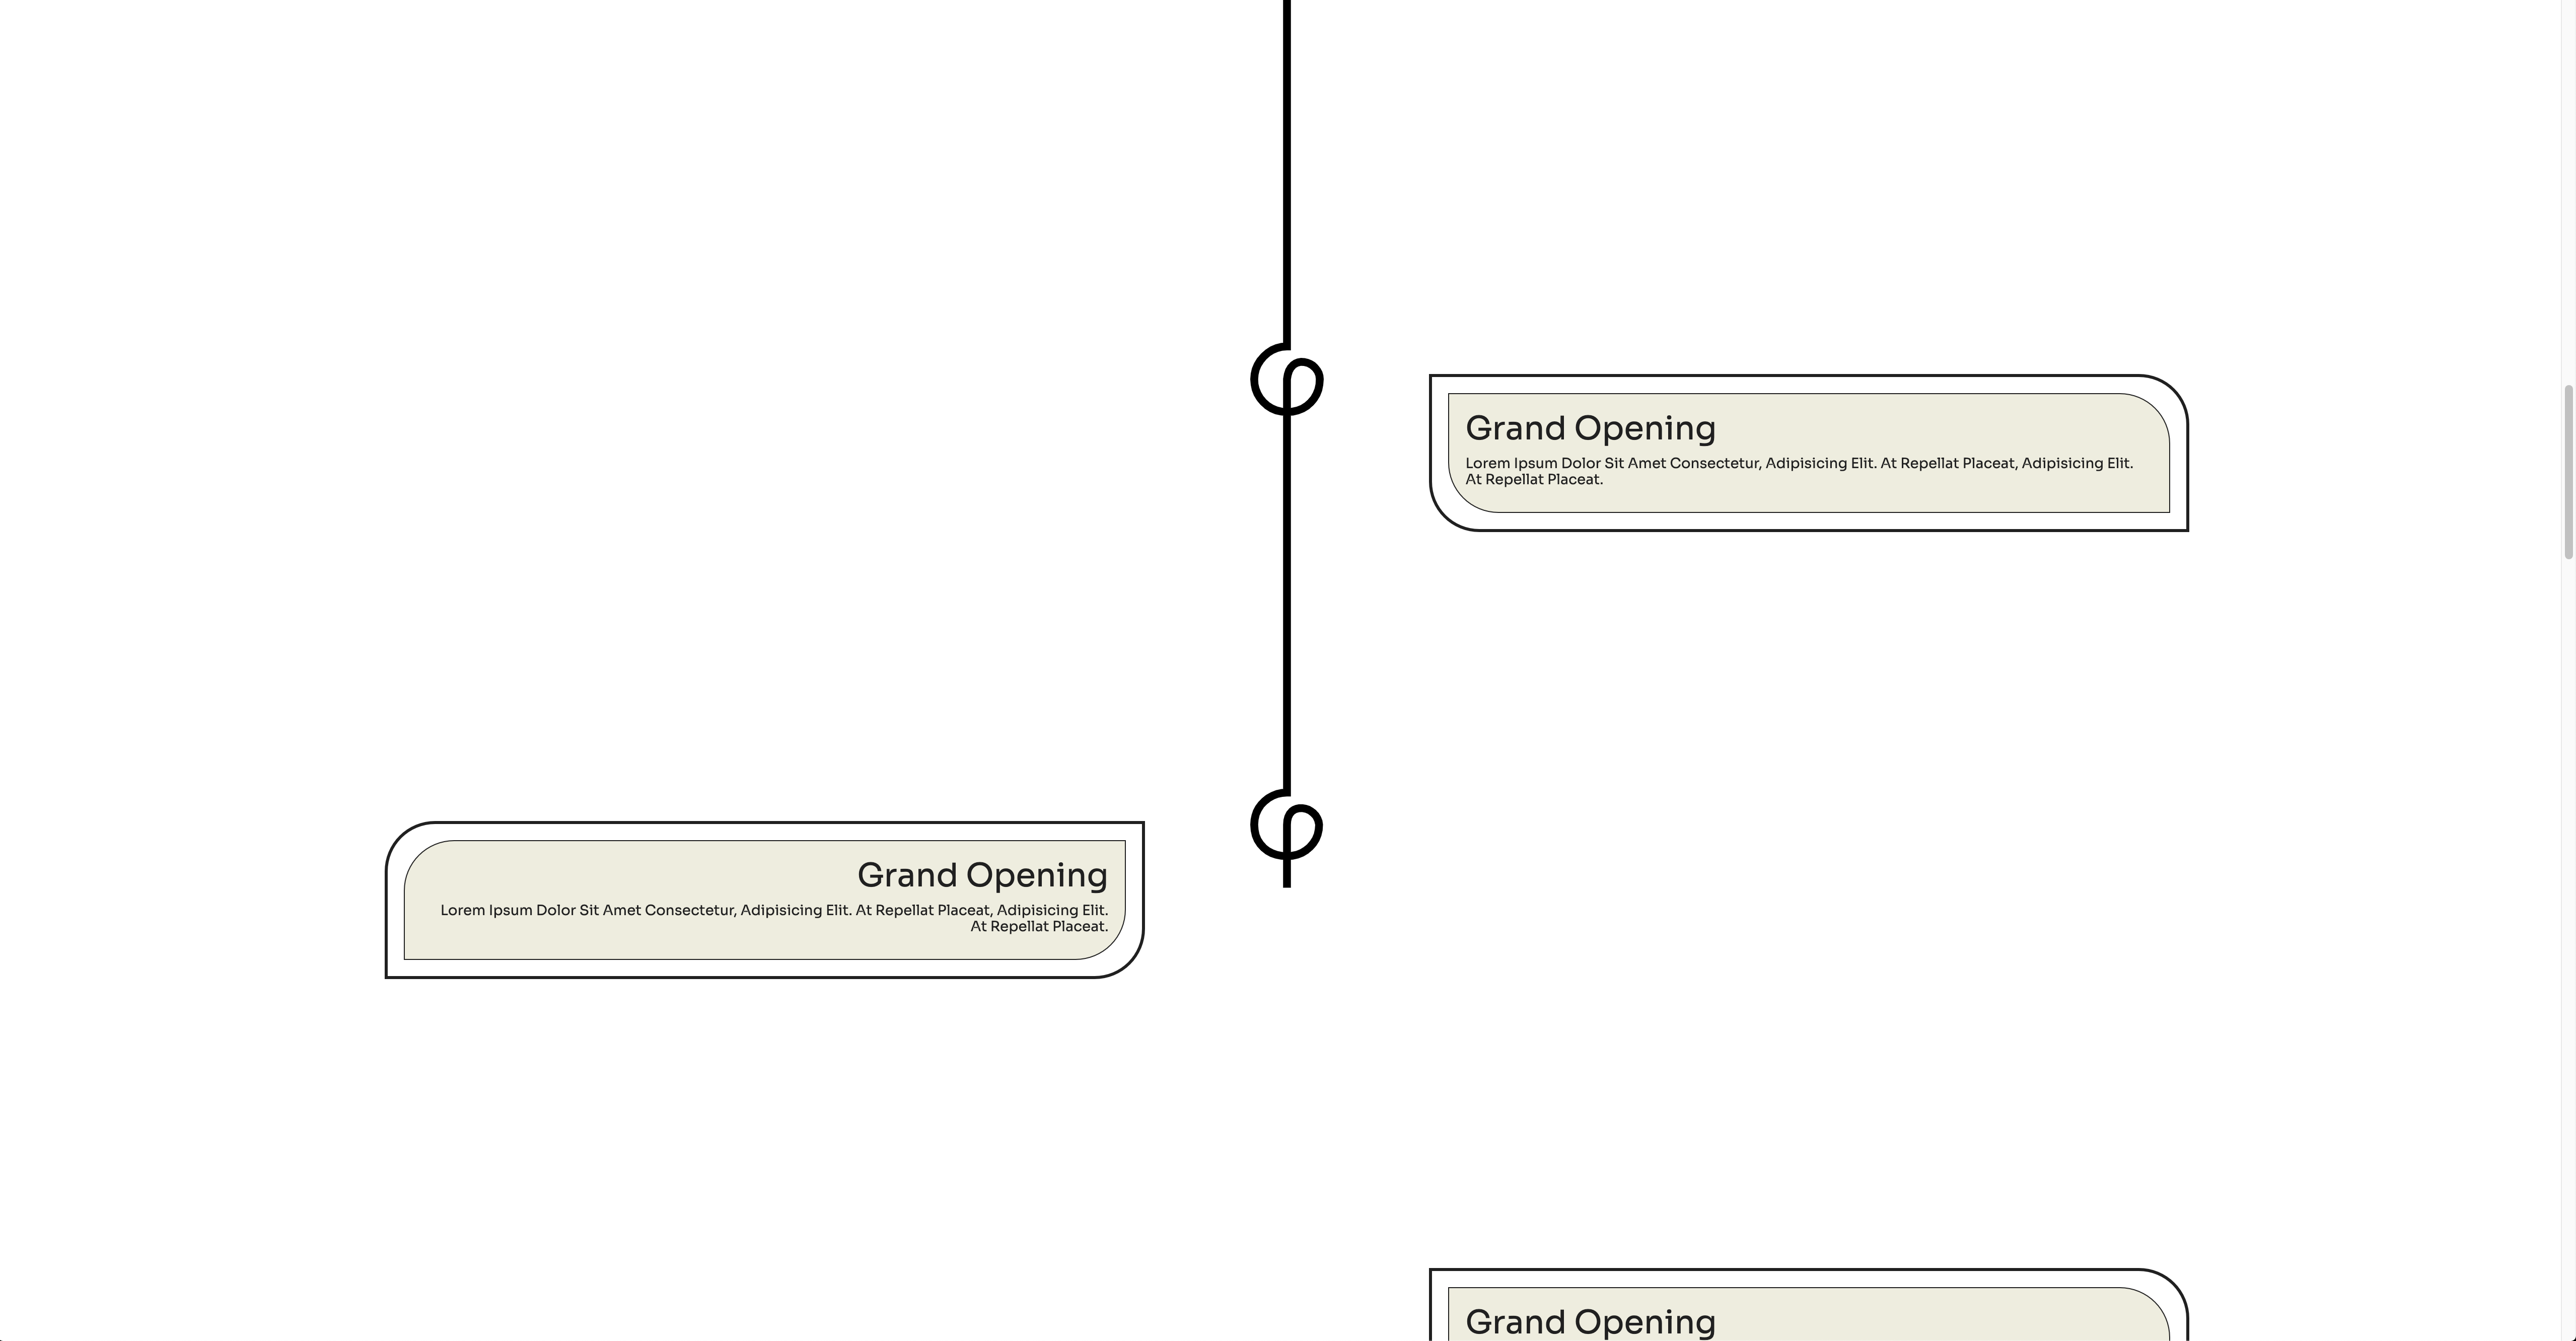 Grand Opening
Lorem Ipsum Dolor Sit Amet Consectetur, Adipisicing Elit. At Repellat Placeat, Adipisicing Elit.
At Repellat Placeat.
Grand Opening
Lorem Ipsum Dolor Sit Amet Consectetur, Adipisicing Elit. At Repellat Placeat, Adipisicing Elit.
At Repellat Placeat.
Grand Opening